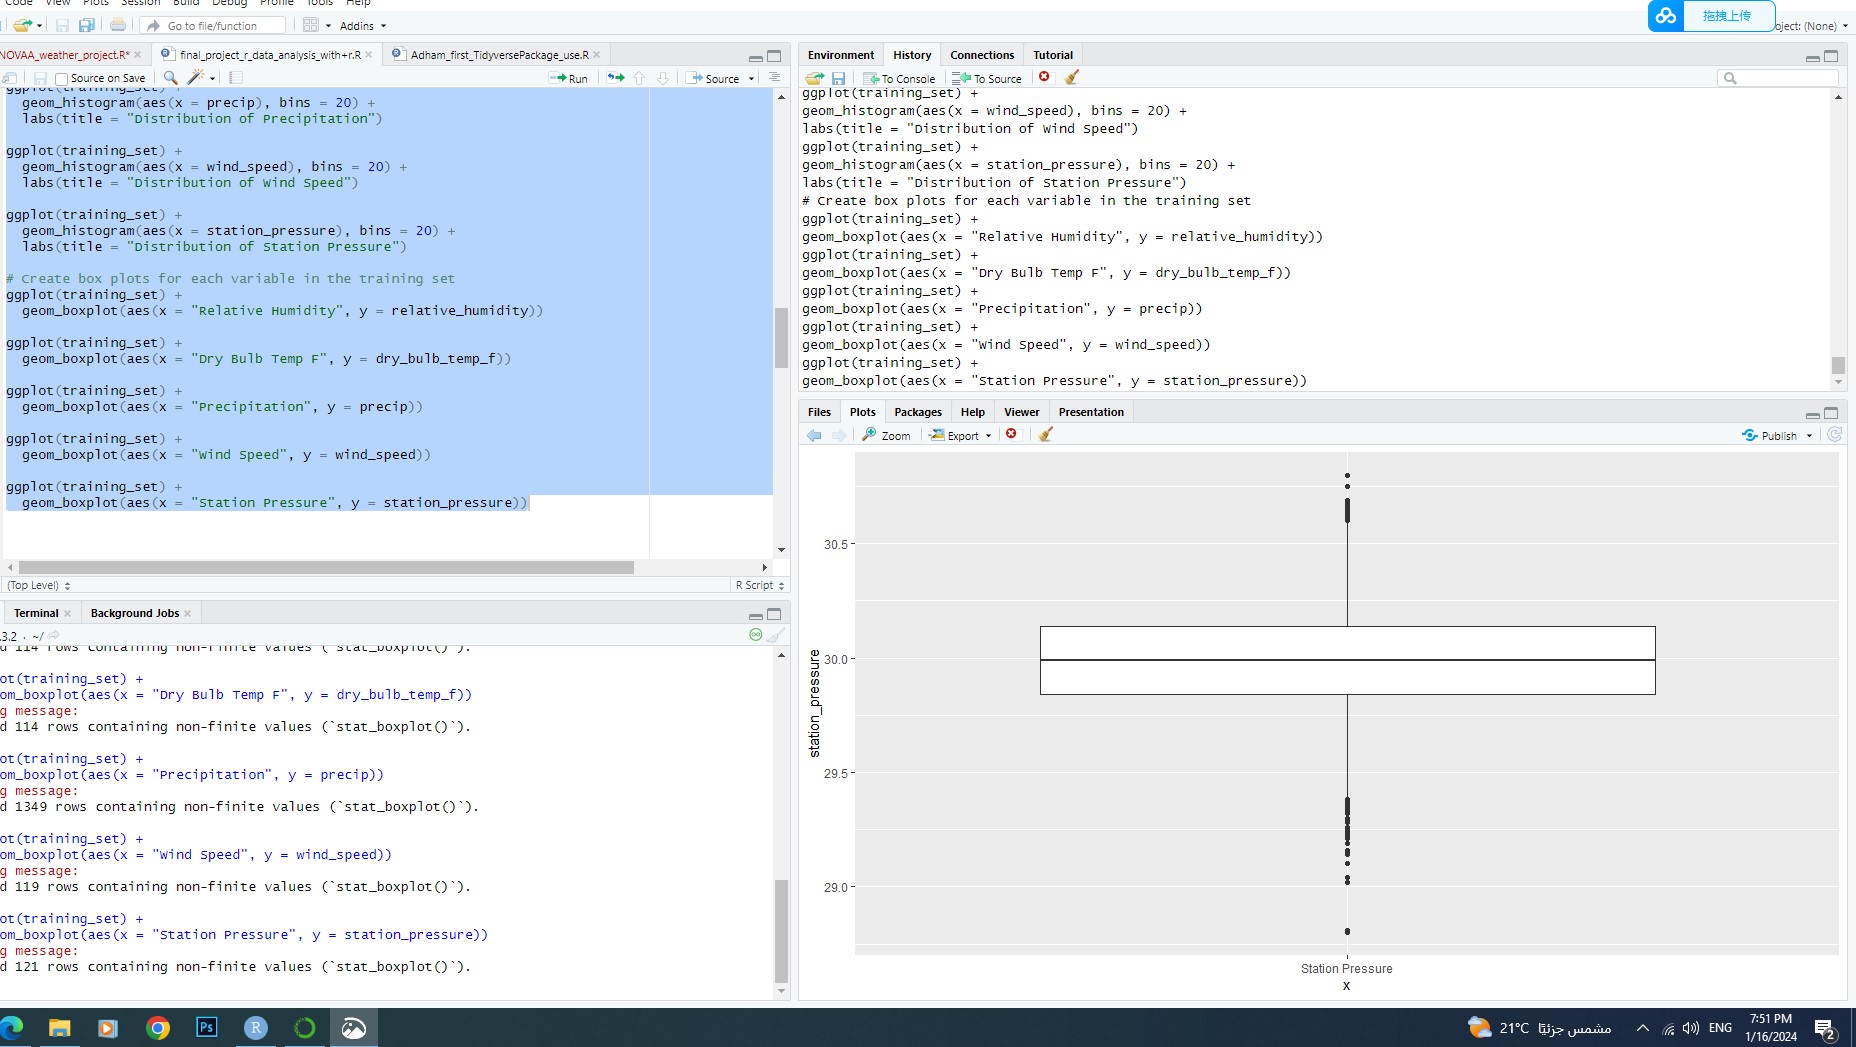 Code View Plots Session Build Debug Profile Tools Help
拖拽上传
Go to file/function Addins
Project: (None)
NOVAA_weather_project.R*
final_project_r_data_analysis_with+r.R
Adham_first_TidyversePackage_use.R
Source on Save
Run
Source
ggplot(training_set) +
geom_histogram(aes(x = precip), bins = 20) +
labs(title = "Distribution of Precipitation")
ggplot(training_set) +
geom_histogram(aes(x = wind_speed), bins = 20) +
labs(title = "Distribution of Wind Speed")
ggplot(training_set) +
geom_histogram(aes(x = station_pressure), bins = 20) +
labs(title = "Distribution of Station Pressure")
# Create box plots for each variable in the training set
ggplot(training_set) +
geom_boxplot(aes(x = "Relative Humidity", y = relative_humidity))
ggplot(training_set) +
geom_boxplot(aes(x = "Dry Bulb Temp F", y = dry_bulb_temp_f))
ggplot(training_set) +
geom_boxplot(aes(x = "Precipitation", y = precip))
ggplot(training_set) +
geom_boxplot(aes(x = "Wind Speed", y = wind_speed))
ggplot(training_set) +
geom_boxplot(aes(x = "Station Pressure", y = station_pressure))
(Top Level)
R Script
Terminal
Background Jobs
.3.2 · ~/
d 114 rows containing non-finite values (`stat_boxplot()`).
ot(training_set) +
om_boxplot(aes(x = "Dry Bulb Temp F", y = dry_bulb_temp_f))
g message:
d 114 rows containing non-finite values (`stat_boxplot()`).
ot(training_set) +
om_boxplot(aes(x = "Precipitation", y = precip))
g message:
d 1349 rows containing non-finite values (`stat_boxplot()`).
ot(training_set) +
om_boxplot(aes(x = "Wind Speed", y = wind_speed))
g message:
d 119 rows containing non-finite values (`stat_boxplot()`).
ot(training_set) +
om_boxplot(aes(x = "Station Pressure", y = station_pressure))
g message:
d 121 rows containing non-finite values (`stat_boxplot()`).
Environment History Connections Tutorial
To Console To Source
ggplot(training_set) +
geom_histogram(aes(x = wind_speed), bins = 20) +
labs(title = "Distribution of Wind Speed")
ggplot(training_set) +
geom_histogram(aes(x = station_pressure), bins = 20) +
labs(title = "Distribution of Station Pressure")
# Create box plots for each variable in the training set
ggplot(training_set) +
geom_boxplot(aes(x = "Relative Humidity", y = relative_humidity))
ggplot(training_set) +
geom_boxplot(aes(x = "Dry Bulb Temp F", y = dry_bulb_temp_f))
ggplot(training_set) +
geom_boxplot(aes(x = "Precipitation", y = precip))
ggplot(training_set) +
geom_boxplot(aes(x = "Wind Speed", y = wind_speed))
ggplot(training_set) +
geom_boxplot(aes(x = "Station Pressure", y = station_pressure))
Files Plots Packages Help Viewer Presentation
Zoom Export
Publish
30.5
30.0
29.5
29.0
station_pressure
Station Pressure
x
Ps
R
21°C مشمس جزئيًا
ENG
7:51 PM
1/16/2024
2